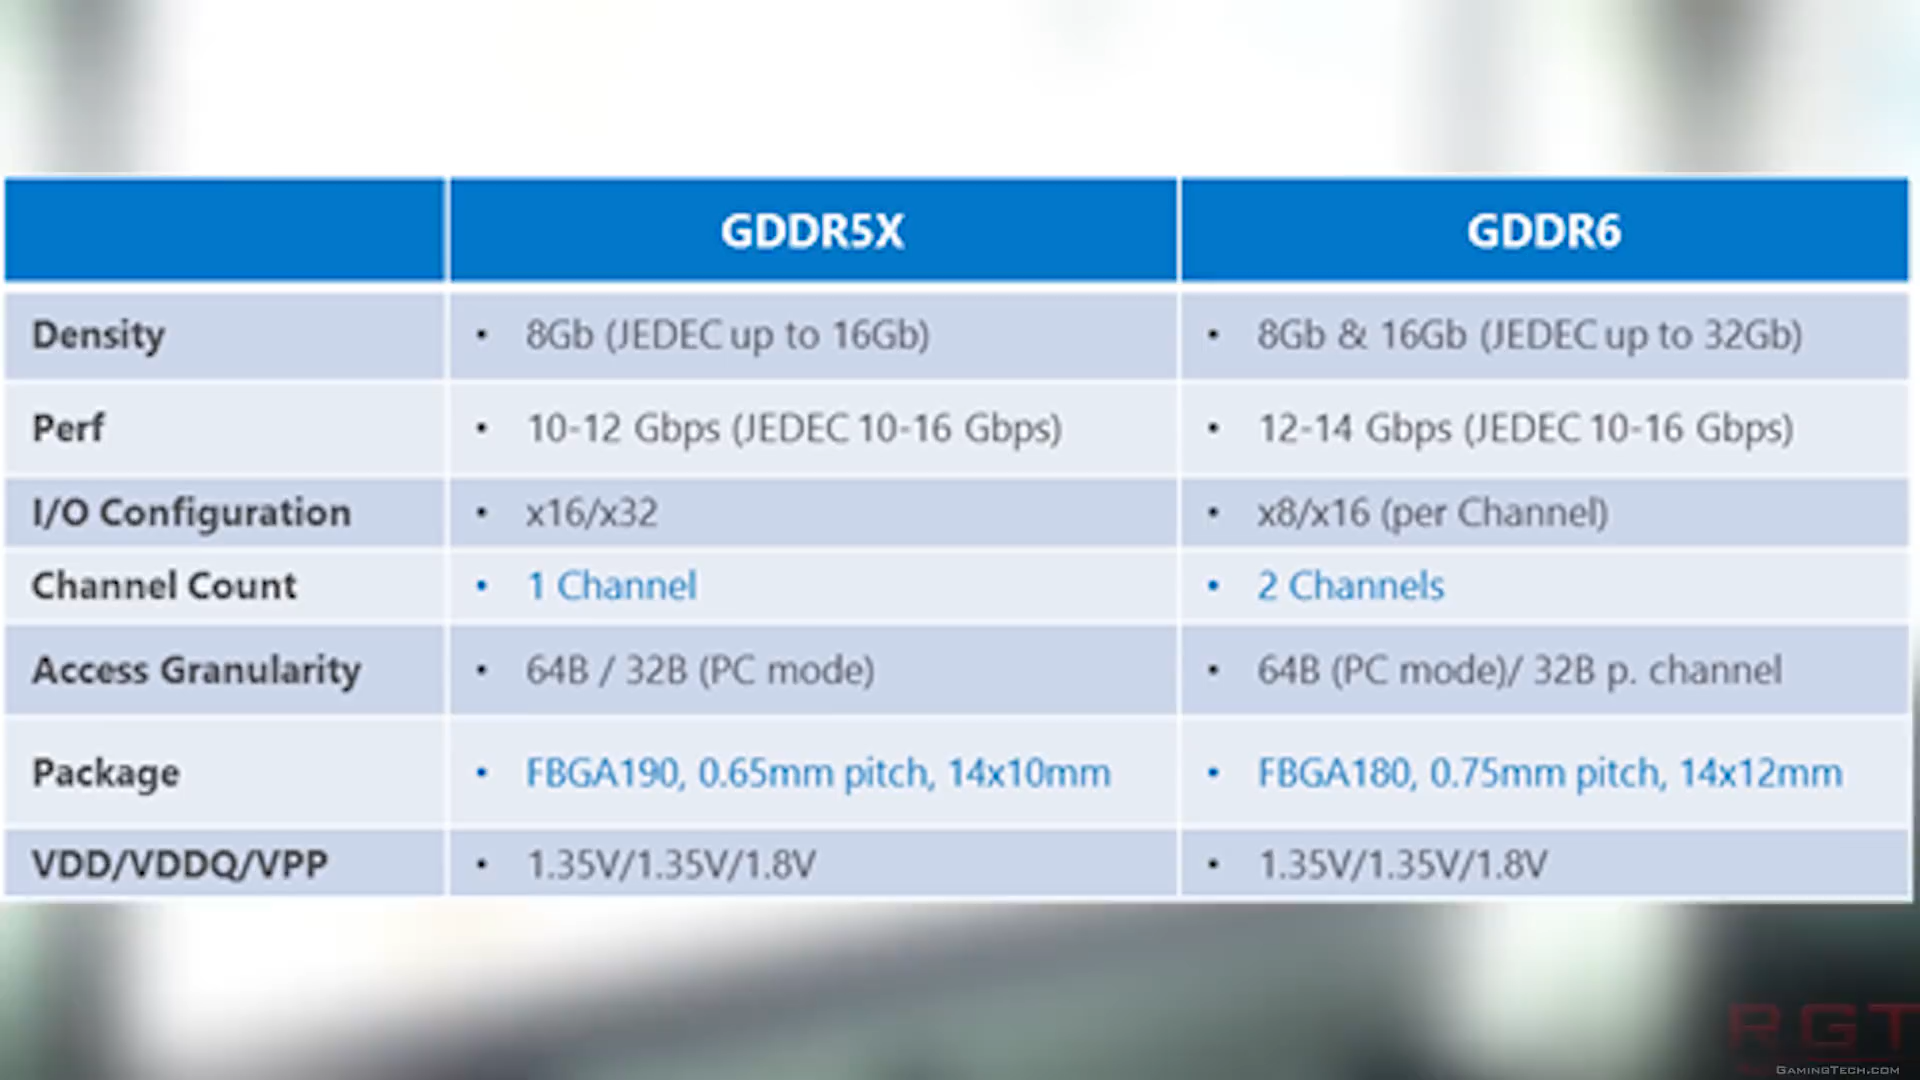 GDDR5X GDDR6
Density • 8Gb (JEDEC up to 16Gb) • 8Gb & 16Gb (JEDEC up to 32Gb)
Perf • 10-12 Gbps (JEDEC 10-16 Gbps) • 12-14 Gbps (JEDEC 10-16 Gbps)
I/O Configuration • x16/x32 • x8/x16 (per Channel)
Channel Count • 1 Channel • 2 Channels
Access Granularity • 64B / 32B (PC mode) • 64B (PC mode)/ 32B p. channel
Package • FBGA190, 0.65mm pitch, 14x10mm • FBGA180, 0.75mm pitch, 14x12mm
VDD/VDDQ/VPP • 1.35V/1.35V/1.8V • 1.35V/1.35V/1.8V
RGT
GamingTech.com